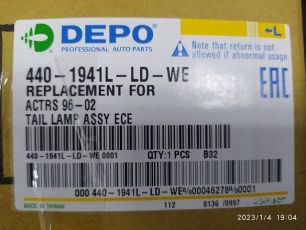 DEPO
PROFESSIONAL AUTO PARTS
←L
Note that return is not
allowed if abnormal usage
440-1941L-LD-WE
REPLACEMENT FOR
ACTRS 96-02
TAIL LAMP ASSY ECE
EAC
440-1941L-LD-WE 0001 QTY:1 PCS B32
000 440-1941L-LD-WE%00046278%0001
MADE IN TAIWAN
112 0136 /0997
2023/1/4 19:04